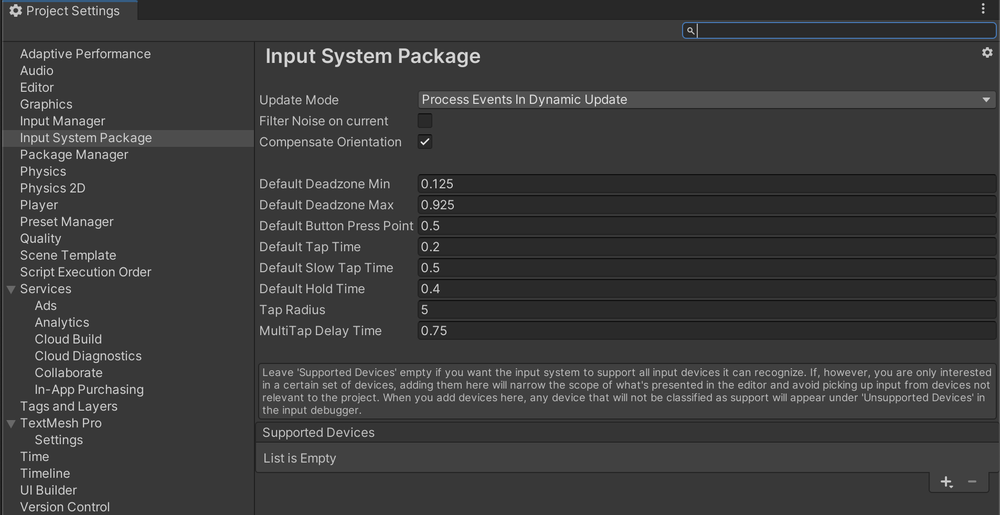 Project Settings
Adaptive Performance
Audio
Editor
Graphics
Input Manager
Input System Package
Package Manager
Physics
Physics 2D
Player
Preset Manager
Quality
Scene Template
Script Execution Order
Services
Ads
Analytics
Cloud Build
Cloud Diagnostics
Collaborate
In-App Purchasing
Tags and Layers
TextMesh Pro
Settings
Time
Timeline
UI Builder
Version Control
Input System Package
Update Mode Process Events In Dynamic Update
Filter Noise on current
Compensate Orientation
Default Deadzone Min 0.125
Default Deadzone Max 0.925
Default Button Press Point 0.5
Default Tap Time 0.2
Default Slow Tap Time 0.5
Default Hold Time 0.4
Tap Radius 5
MultiTap Delay Time 0.75
Leave 'Supported Devices' empty if you want the input system to support all input devices it can recognize. If, however, you are only interested
in a certain set of devices, adding them here will narrow the scope of what's presented in the editor and avoid picking up input from devices not
relevant to the project. When you add devices here, any device that will not be classified as support will appear under 'Unsupported Devices' in
the input debugger.
Supported Devices
List is Empty